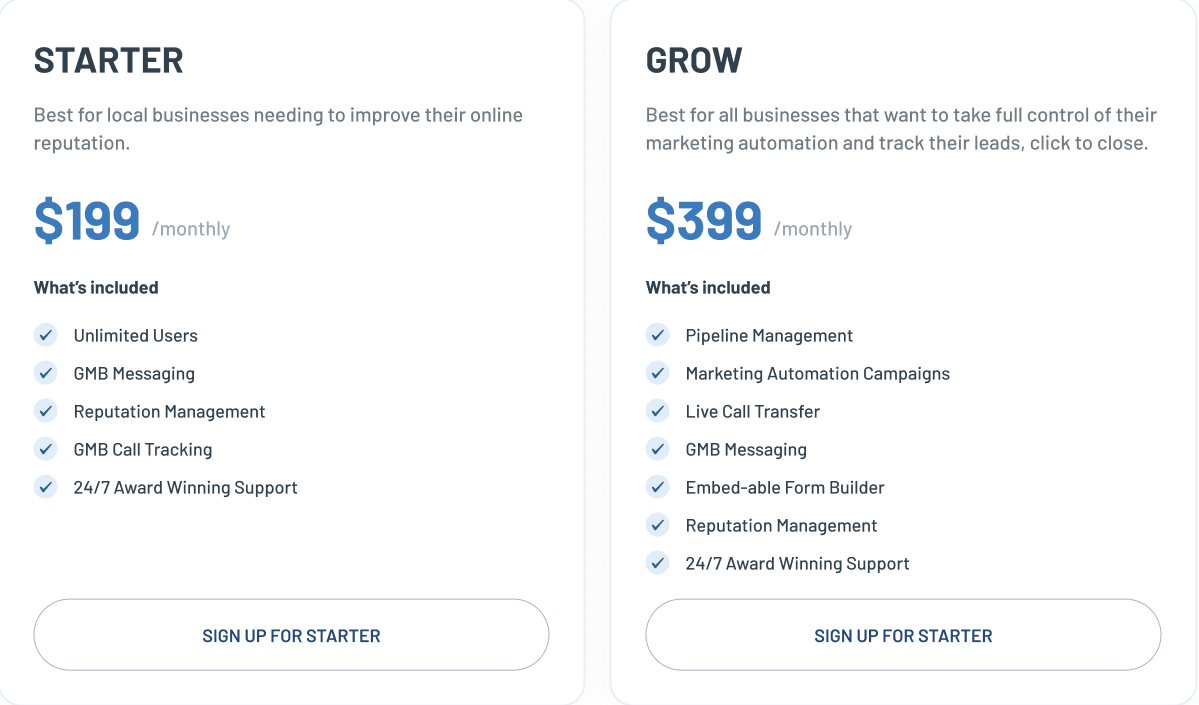 STARTER
Best for local businesses needing to improve their online
reputation.
$199 /monthly
What’s included
Unlimited Users
GMB Messaging
Reputation Management
GMB Call Tracking
24/7 Award Winning Support
SIGN UP FOR STARTER
GROW
Best for all businesses that want to take full control of their
marketing automation and track their leads, click to close.
$399 /monthly
What’s included
Pipeline Management
Marketing Automation Campaigns
Live Call Transfer
GMB Messaging
Embed-able Form Builder
Reputation Management
24/7 Award Winning Support
SIGN UP FOR STARTER